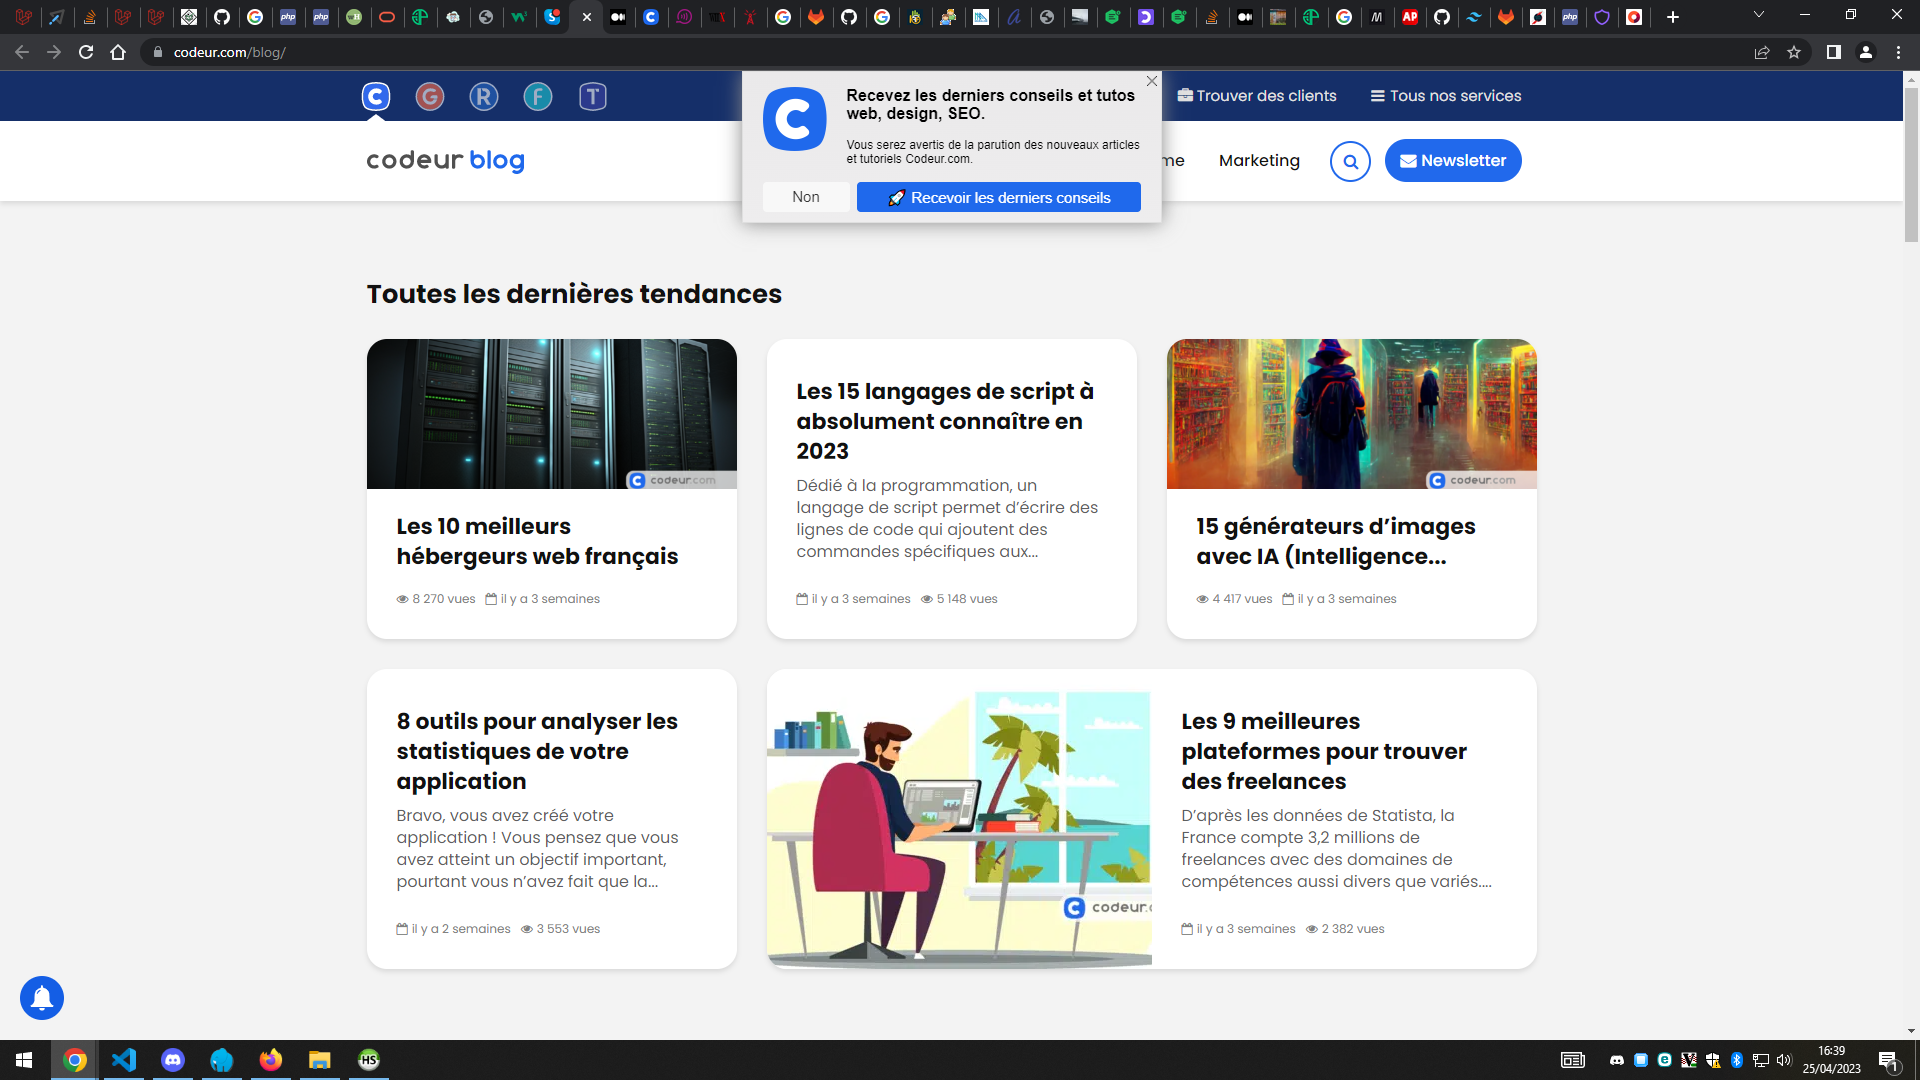 codeur.com/blog/
Trouver des clients
Tous nos services
codeur blog
me
Marketing
Newsletter
Recevez les derniers conseils et tutos
web, design, SEO.
Vous serez avertis de la parution des nouveaux articles
et tutoriels Codeur.com.
Non
🚀 Recevoir les derniers conseils
Toutes les dernières tendances
codeur.com
Les 10 meilleurs
hébergeurs web français
8 270 vues il y a 3 semaines
Les 15 langages de script à
absolument connaître en
2023
Dédié à la programmation, un
langage de script permet d’écrire des
lignes de code qui ajoutent des
commandes spécifiques aux...
il y a 3 semaines 5 148 vues
codeur.com
15 générateurs d’images
avec IA (Intelligence...
4 417 vues il y a 3 semaines
8 outils pour analyser les
statistiques de votre
application
Bravo, vous avez créé votre
application ! Vous pensez que vous
avez atteint un objectif important,
pourtant vous n’avez fait que la...
il y a 2 semaines 3 553 vues
codeur.c
Les 9 meilleures
plateformes pour trouver
des freelances
D’après les données de Statista, la
France compte 3,2 millions de
freelances avec des domaines de
compétences aussi divers que variés....
il y a 3 semaines 2 382 vues
HS
16:39
25/04/2023
1